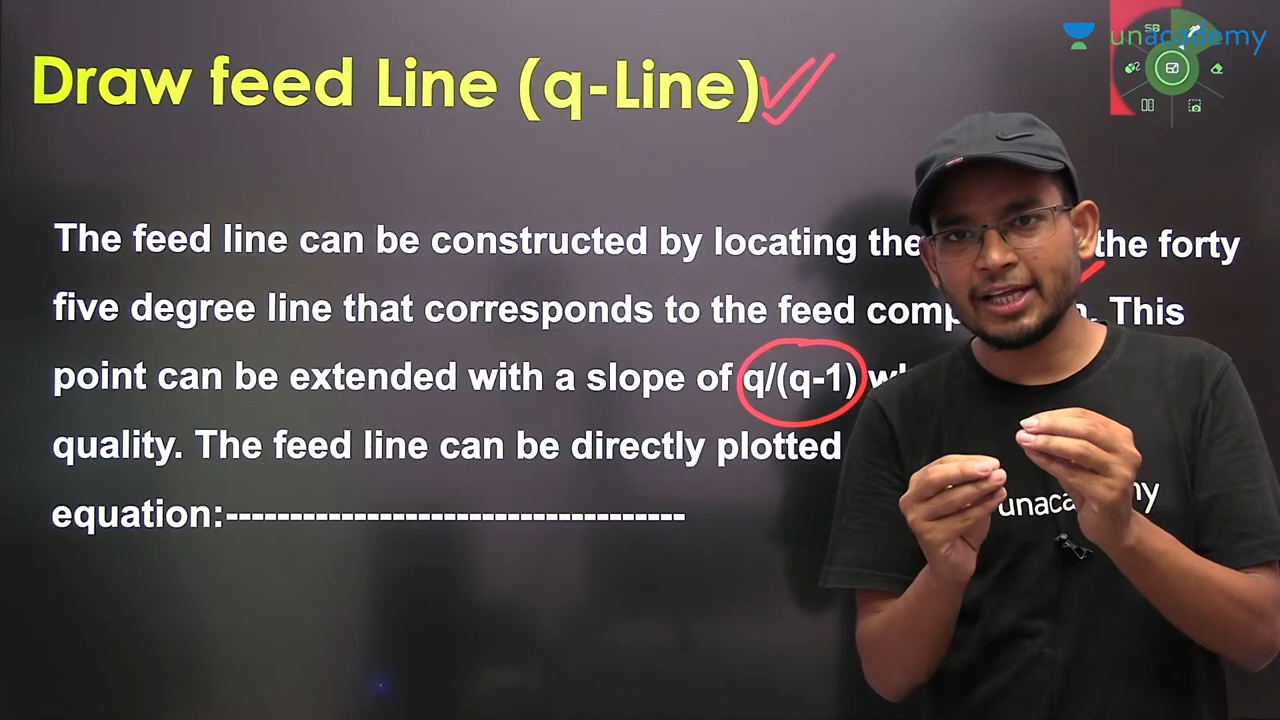 unacademy
SB
Draw feed Line (q-Line)
The feed line can be constructed by locating the the forty
five degree line that corresponds to the feed This
point can be extended with a slope of q/(q-1)
quality. The feed line can be directly plotted
equation:-----------------------------------